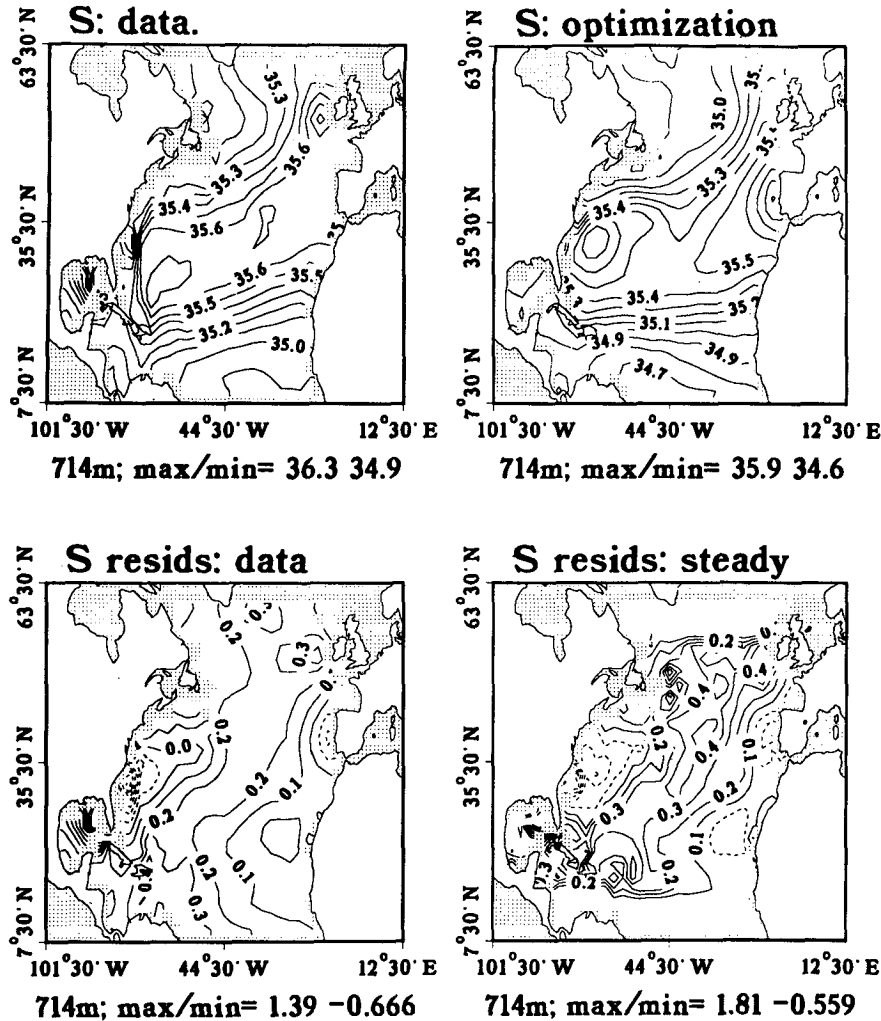 S: data.
63°30' N
35°30' N
7°30' N
35.3
35.6
35.3
35.4
35.6
35.6
35.5
35.5
35.2
35.0
101°30' W
44°30' W
12°30' E
714m; max/min= 36.3 34.9
S: optimization
63°30' N
35°30' N
7°30' N
35.0
35.3
35.4
35.5
35.4
35.1
34.9
34.9
34.7
101°30' W
44°30' W
12°30' E
714m; max/min= 35.9 34.6
S resids: data
63°30' N
35°30' N
7°30' N
0.2
0.3
0.2
0.0
0.2
0.1
0.2
0.2
0.1
0.3
101°30' W
44°30' W
12°30' E
714m; max/min= 1.39 −0.666
S resids: steady
63°30' N
35°30' N
7°30' N
0.2
0.4
0.4
0.2
0.4
0.1
0.2
0.3
0.3
0.1
0.2
0.2
101°30' W
44°30' W
12°30' E
714m; max/min= 1.81 −0.559